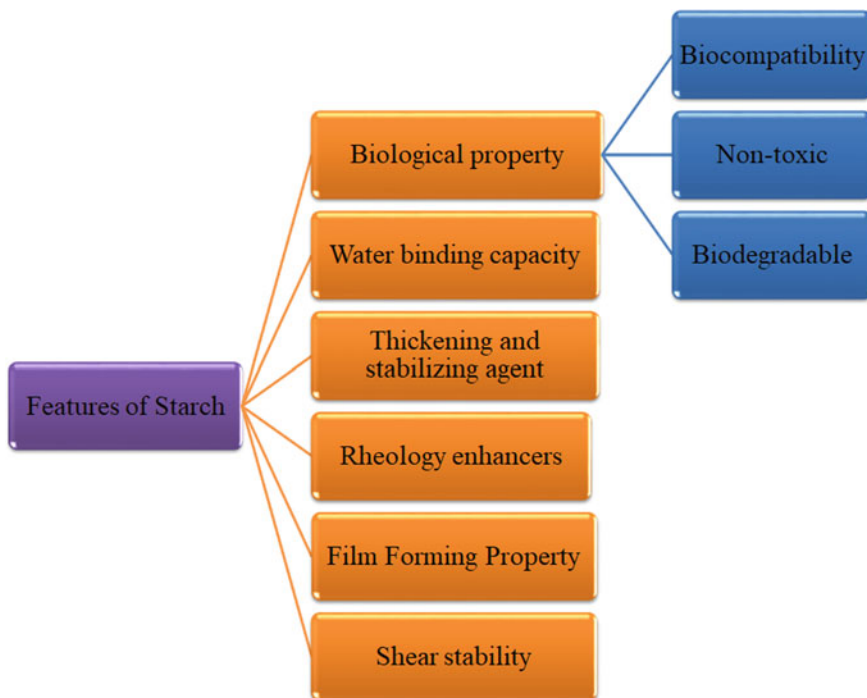 Features of Starch
Biological property
Water binding capacity
Thickening and
stabilizing agent
Rheology enhancers
Film Forming Property
Shear stability
Biocompatibility
Non-toxic
Biodegradable